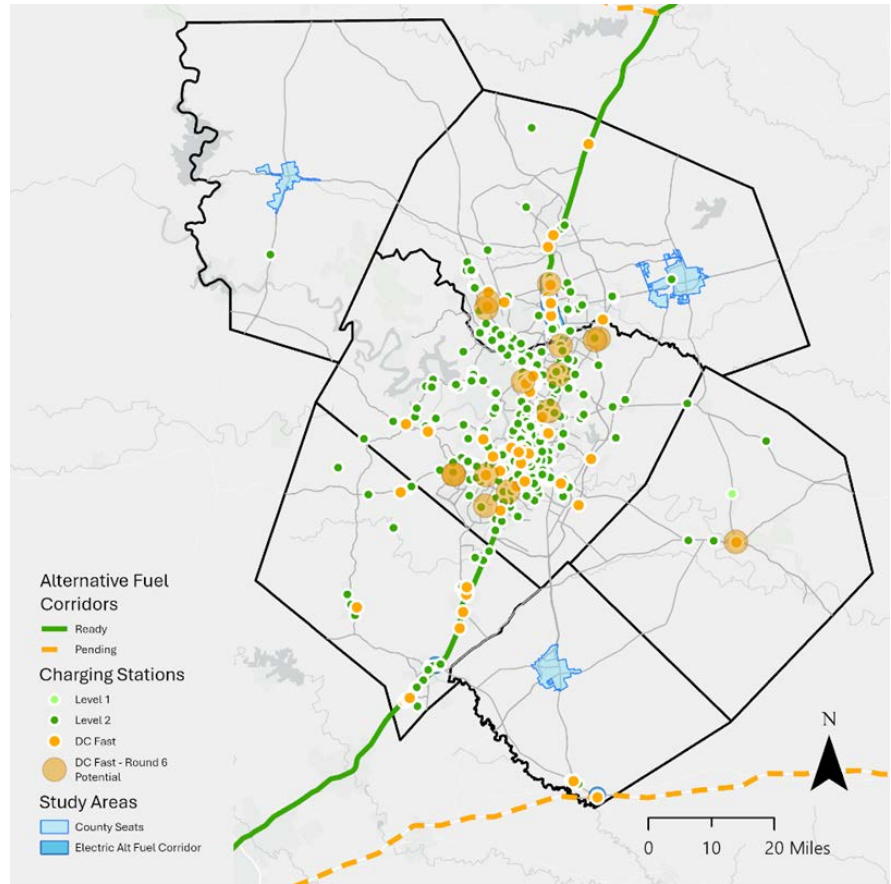 Alternative Fuel
Corridors
Ready
Pending
Charging Stations
Level 1
Level 2
DC Fast
DC Fast - Round 6
Potential
Study Areas
County Seats
Electric Alt Fuel Corridor
N
0 10 20 Miles